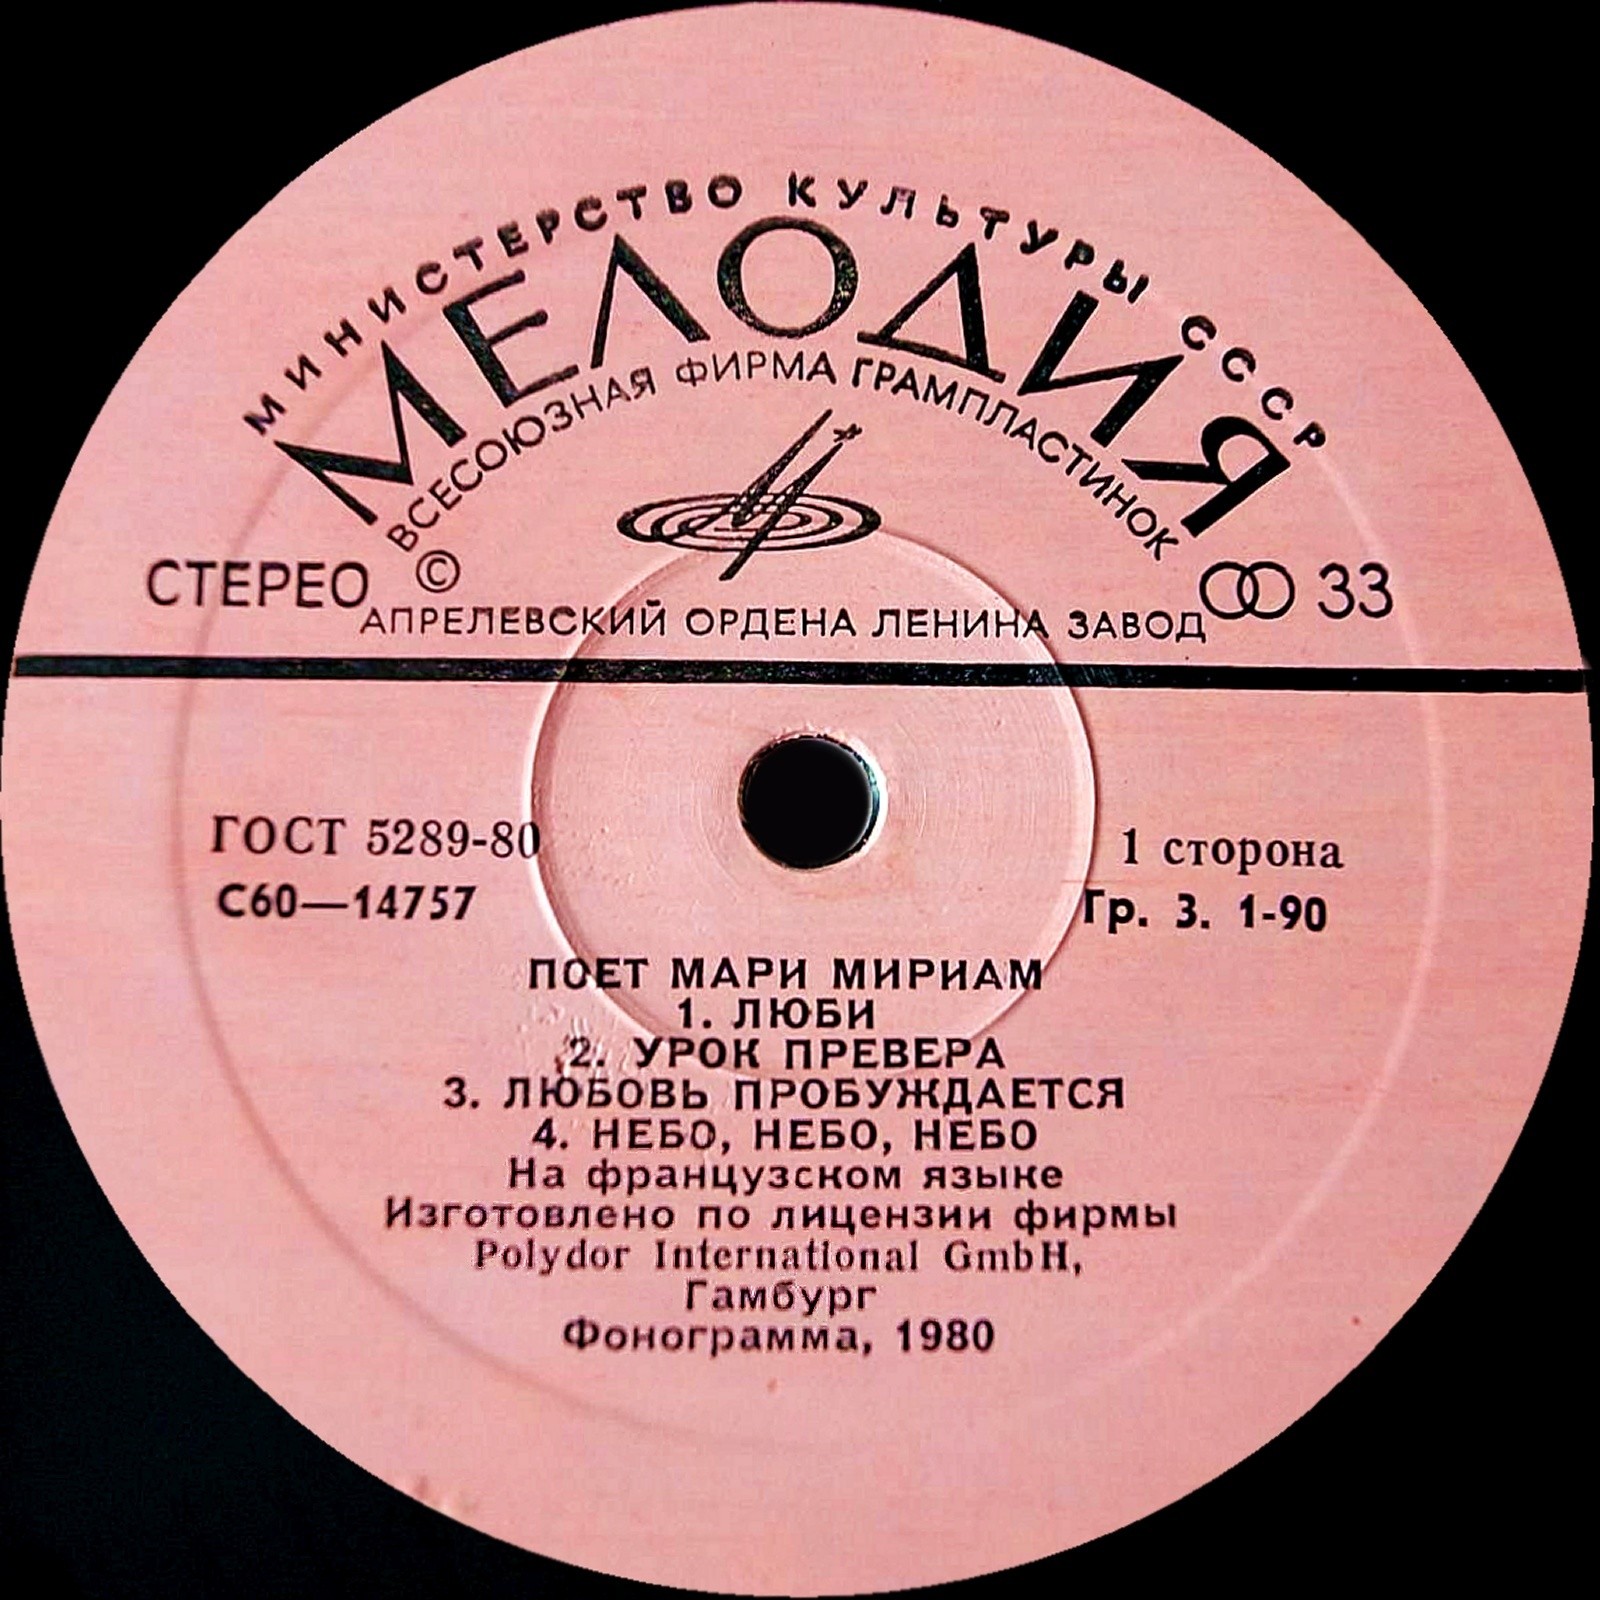 МИНИСТЕРСТВО КУЛЬТУРЫ СССР
МЕЛОДИЯ
ВСЕСОЮЗНАЯ ФИРМА ГРАМПЛАСТИНОК
СТЕРЕО © 33
АПРЕЛЕВСКИЙ ОРДЕНА ЛЕНИНА ЗАВОД
ГОСТ 5289-80
1 сторона
С60—14757
Гр. 3. 1-90
ПОЕТ МАРИ МИРИАМ
1. ЛЮБИ
2. УРОК ПРЕВЕРА
3. ЛЮБОВЬ ПРОБУЖДАЕТСЯ
4. НЕБО, НЕБО, НЕБО
На французском языке
Изготовлено по лицензии фирмы
Polydor International GmbH,
Гамбург
Фонограмма, 1980